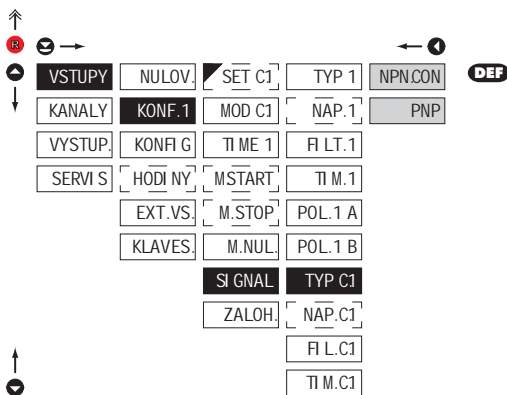 R
VSTUPY NULOV. SET C1 TYP 1 NPN.CON DEF
KANALY KONF.1 MOD C1 NAP.1 PNP
VYSTUP. KONFIG TIME 1 FILT.1
SERVIS HODINY MSTART TIM.1
EXT.VS. M.STOP POL.1 A
KLAVES. M.NUL. POL.1 B
SIGNAL TYP C1
ZALOH. NAP.C1
FIL.C1
TIM.C1